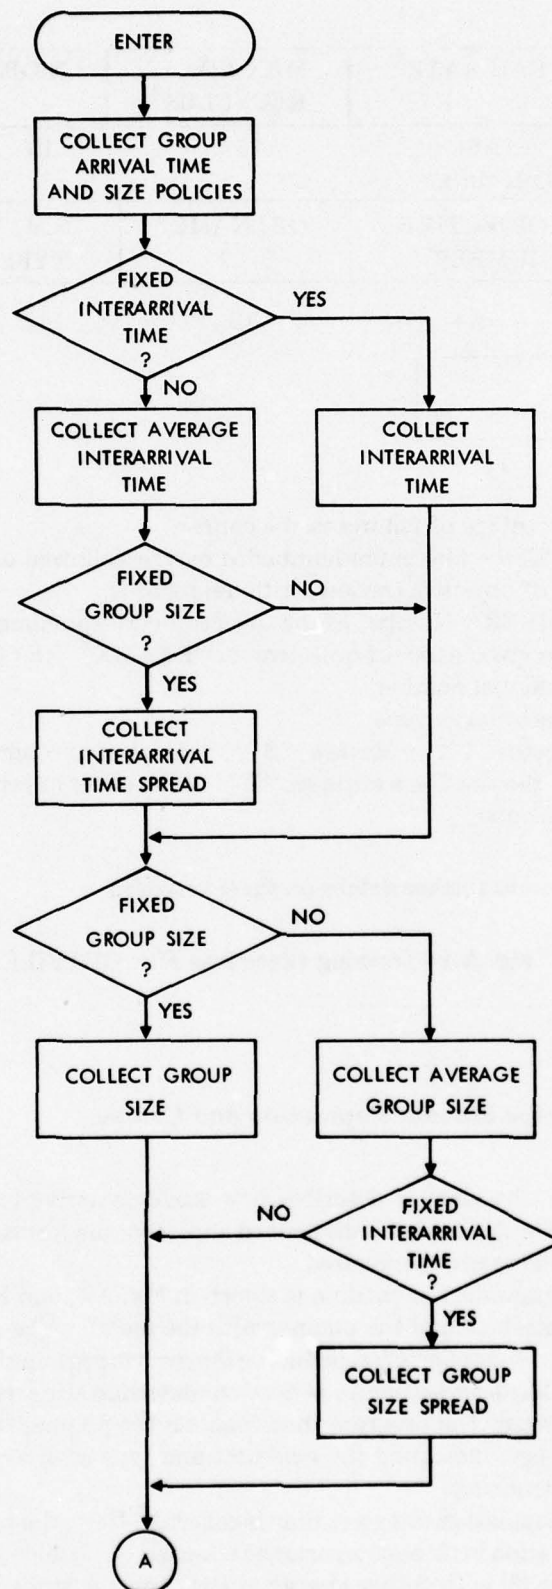 ENTER
COLLECT GROUP
ARRIVAL TIME
AND SIZE POLICIES
FIXED
INTERARRIVAL
TIME
?
YES
NO
COLLECT AVERAGE
INTERARRIVAL
TIME
COLLECT
INTERARRIVAL
TIME
FIXED
GROUP SIZE
?
NO
YES
COLLECT
INTERARRIVAL
TIME SPREAD
FIXED
GROUP SIZE
?
NO
YES
COLLECT GROUP
SIZE
COLLECT AVERAGE
GROUP SIZE
FIXED
INTERARRIVAL
TIME
?
NO
YES
COLLECT GROUP
SIZE SPREAD
A